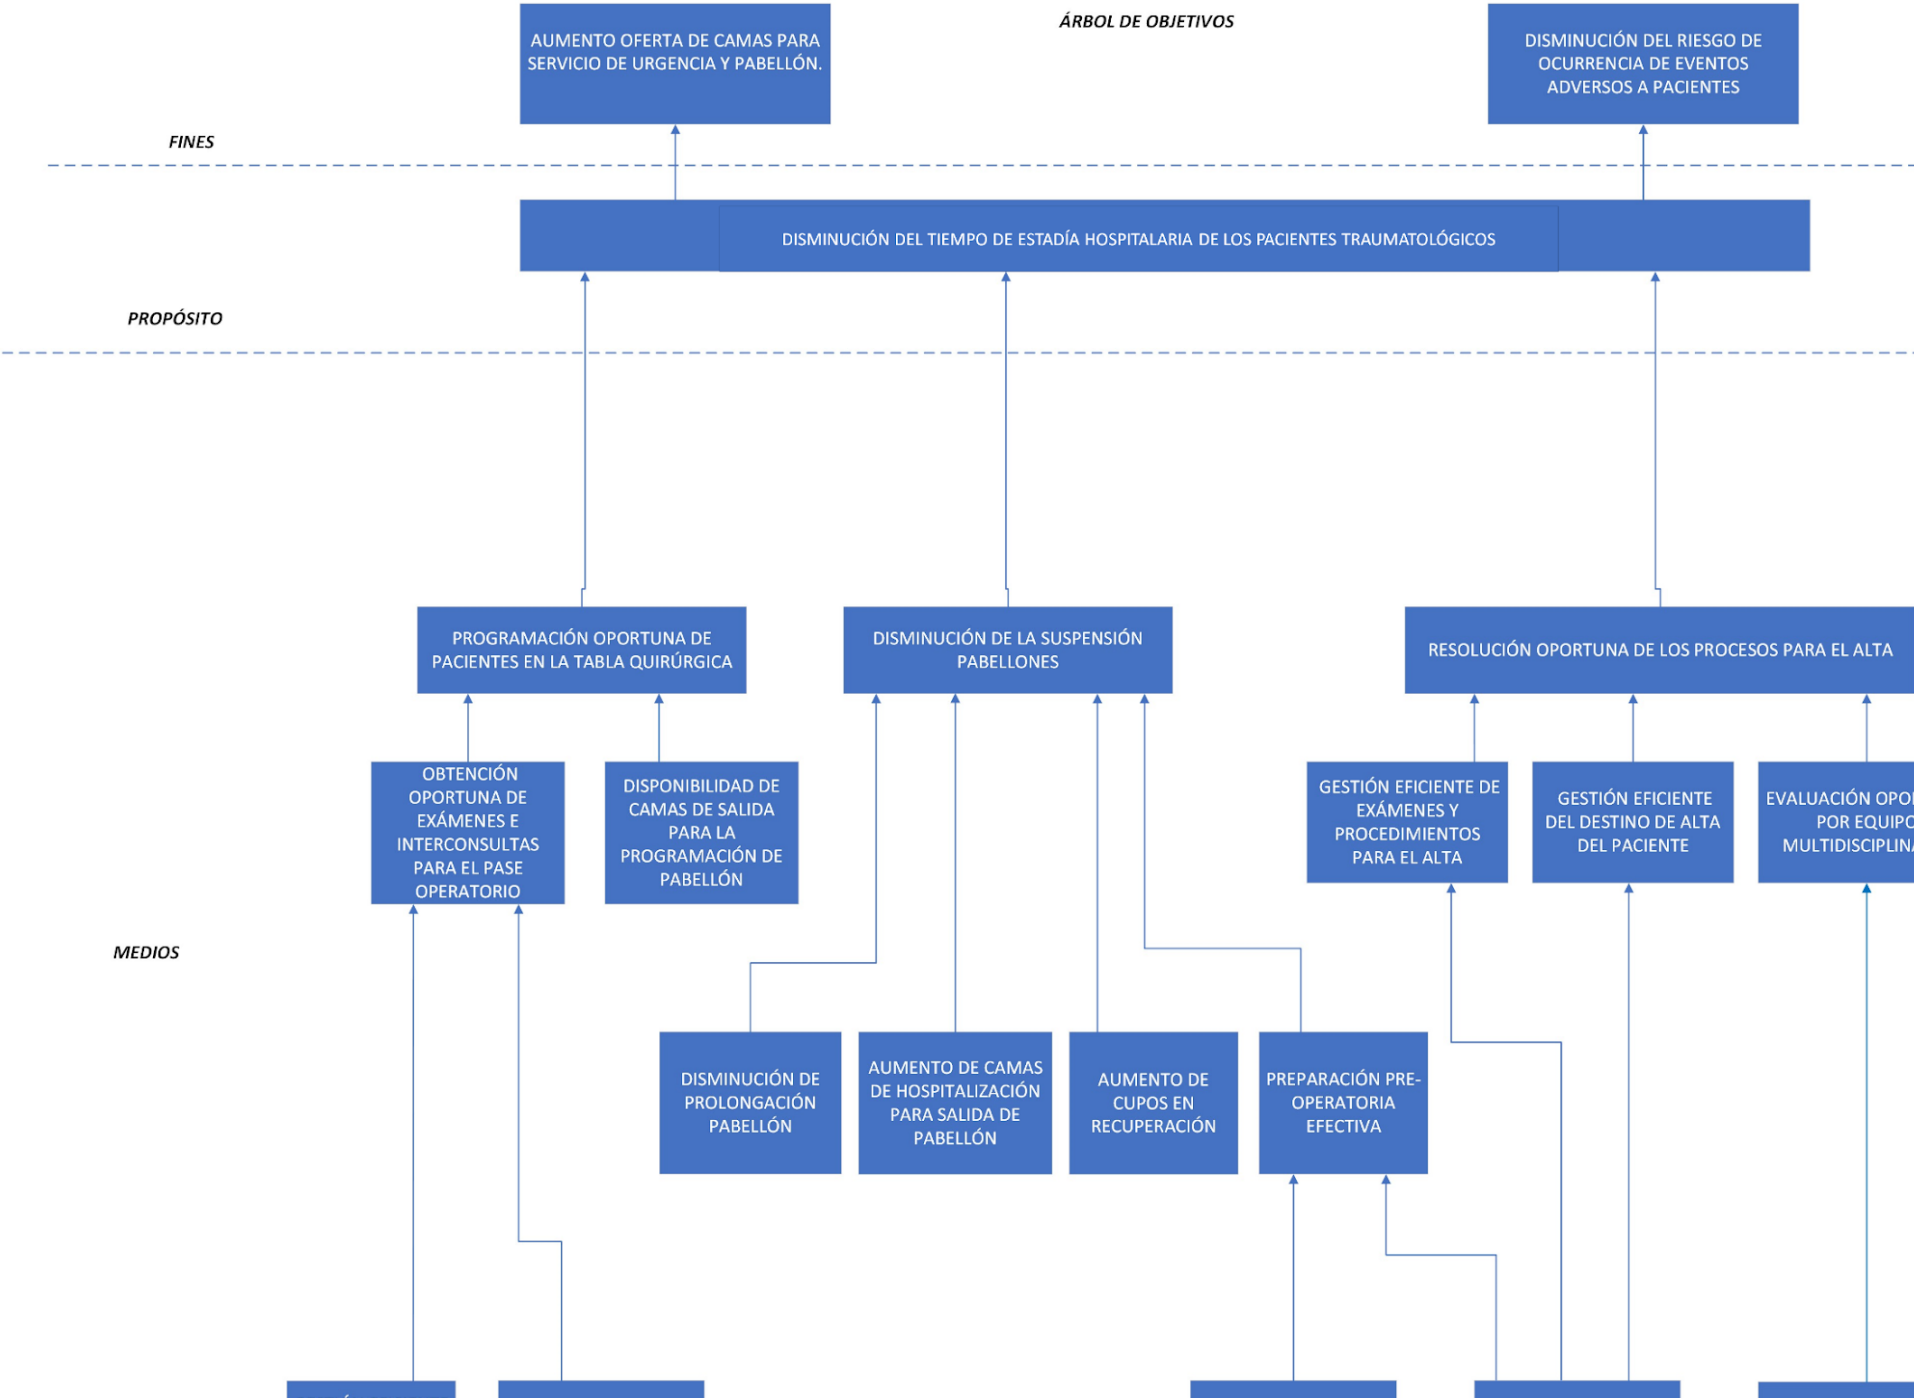 ÁRBOL DE OBJETIVOS
AUMENTO OFERTA DE CAMAS PARA
SERVICIO DE URGENCIA Y PABELLÓN.
DISMINUCIÓN DEL RIESGO DE
OCURRENCIA DE EVENTOS
ADVERSOS A PACIENTES
FINES
DISMINUCIÓN DEL TIEMPO DE ESTADÍA HOSPITALARIA DE LOS PACIENTES TRAUMATOLÓGICOS
PROPÓSITO
PROGRAMACIÓN OPORTUNA DE
PACIENTES EN LA TABLA QUIRÚRGICA
DISMINUCIÓN DE LA SUSPENSIÓN
PABELLONES
RESOLUCIÓN OPORTUNA DE LOS PROCESOS PARA EL ALTA
OBTENCIÓN
OPORTUNA DE
EXÁMENES E
INTERCONSULTAS
PARA EL PASE
OPERATORIO
DISPONIBILIDAD DE
CAMAS DE SALIDA
PARA LA
PROGRAMACIÓN DE
PABELLÓN
GESTIÓN EFICIENTE DE
EXÁMENES Y
PROCEDIMIENTOS
PARA EL ALTA
GESTIÓN EFICIENTE
DEL DESTINO DE ALTA
DEL PACIENTE
EVALUACIÓN
POR EQUIPO
MEDIOS
DISMINUCIÓN DE
PROLONGACIÓN
PABELLÓN
AUMENTO DE CAMAS
DE HOSPITALIZACIÓN
PARA SALIDA DE
PABELLÓN
AUMENTO DE
CUPOS EN
RECUPERACIÓN
PREPARACIÓN PRE-
OPERATORIA
EFECTIVA